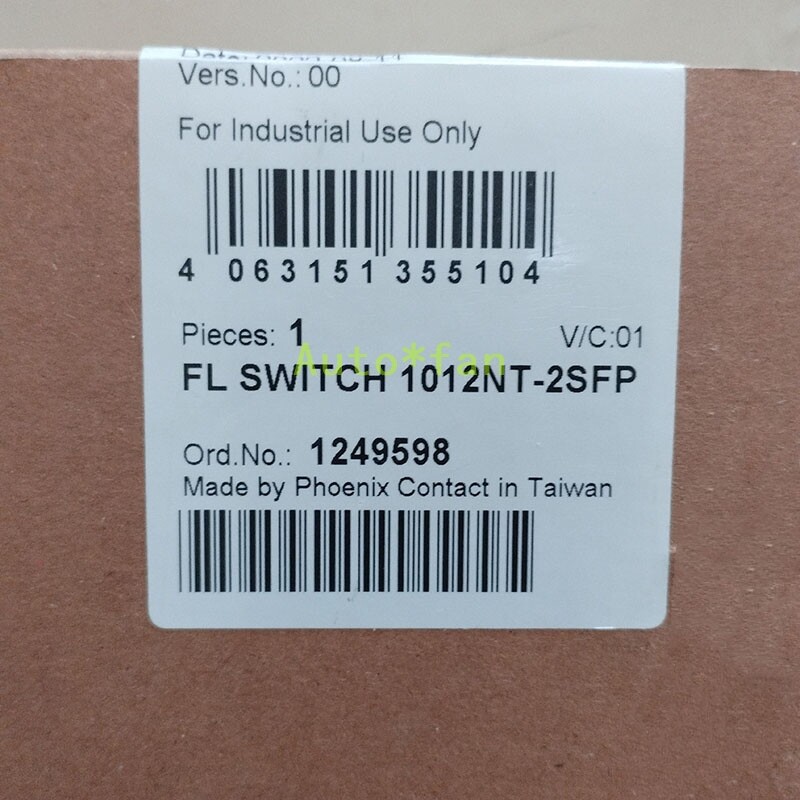 Vers.No.: 00
For Industrial Use Only
4 063151 355104
Pieces: 1 V/C:01
Auto*fan
FL SWITCH 1012NT-2SFP
Ord.No.: 1249598
Made by Phoenix Contact in Taiwan